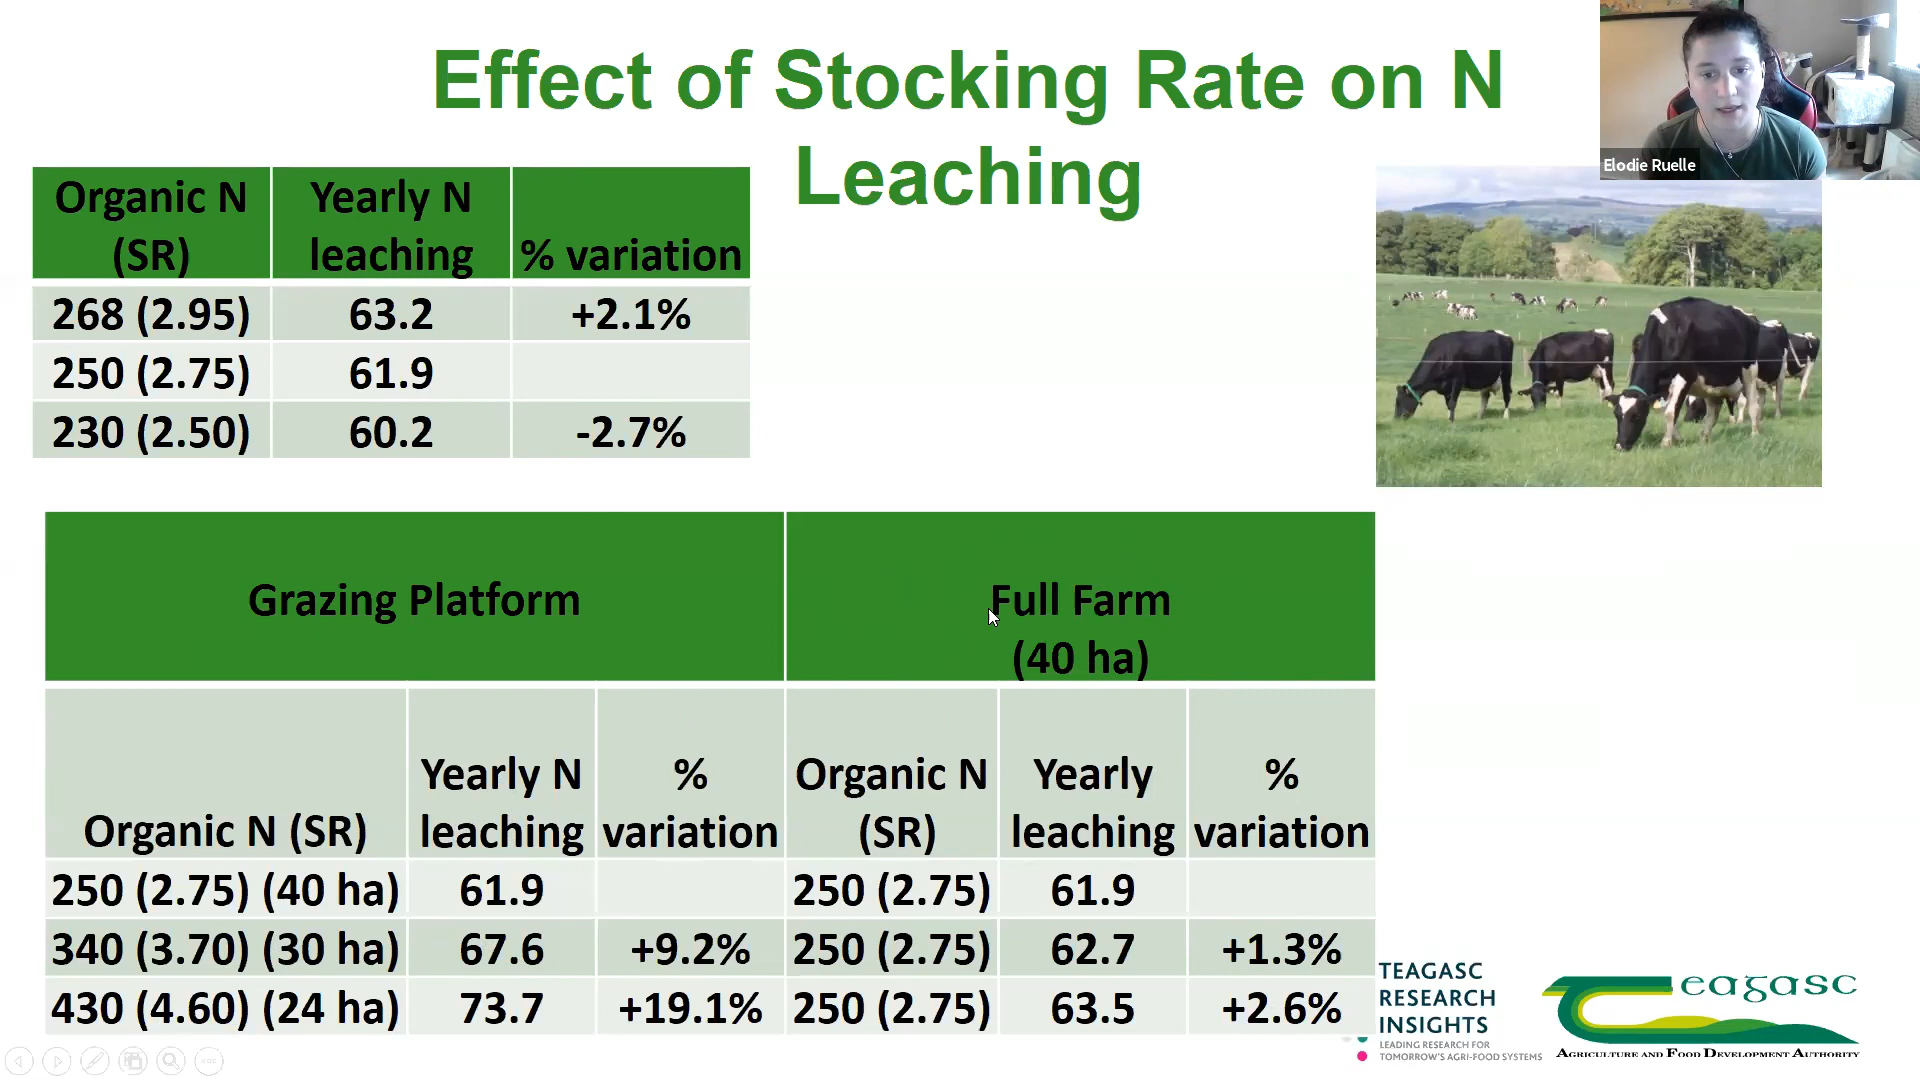 Effect of Stocking Rate on N
Leaching
Elodie Ruelle
Organic N (SR) Yearly N leaching % variation
268 (2.95) 63.2 +2.1%
250 (2.75) 61.9
230 (2.50) 60.2 -2.7%
Grazing Platform Full Farm (40 ha)
Organic N (SR) Yearly N leaching % variation Organic N (SR) Yearly leaching % variation
250 (2.75) (40 ha) 61.9 250 (2.75) 61.9
340 (3.70) (30 ha) 67.6 +9.2% 250 (2.75) 62.7 +1.3%
430 (4.60) (24 ha) 73.7 +19.1% 250 (2.75) 63.5 +2.6%
TEAGASC
RESEARCH
INSIGHTS
LEADING RESEARCH FOR
TOMORROW'S AGRI-FOOD SYSTEMS
Teagasc
AGRICULTURE AND FOOD DEVELOPMENT AUTHORITY